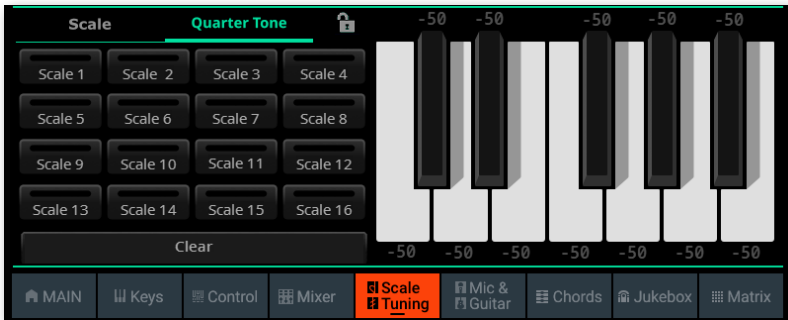 Scale Quarter Tone -50 -50 -50 -50 -50
Scale 1 Scale 2 Scale 3 Scale 4
Scale 5 Scale 6 Scale 7 Scale 8
Scale 9 Scale 10 Scale 11 Scale 12
Scale 13 Scale 14 Scale 15 Scale 16
Clear
-50 -50 -50 -50 -50 -50 -50
MAIN Keys Control Mixer Scale Tuning Mic & Guitar Chords Jukebox Matrix